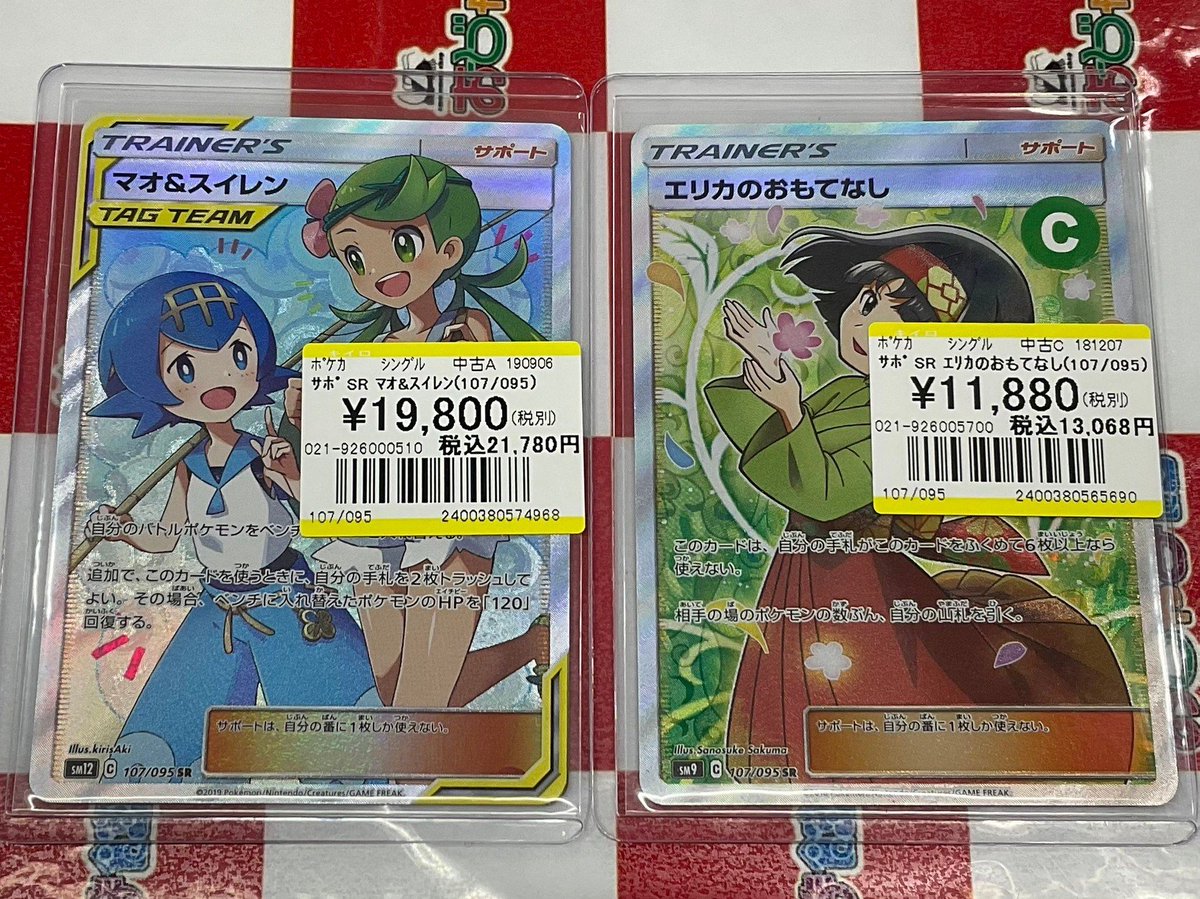 TRAINER'S サポート
マオ&スイレン
TAG TEAM
ポケカ シングル 中古A 190906
サポ SR マオ&スイレン(107/095)
¥19,800(税別)
021-926000510 税込21,780円
107/095 2400380574968
自分のバトルポケモンをベンチ
追加で、このカードを使うときに、自分の手札を2枚トラッシュして
よい。その場合、ベンチに入れ替えたポケモンのHPを「120」
回復する。
サポートは、自分の番に1枚しか使えない。
Illus.kirisAki
SM12 C 107/095 SR
©2019 Pokémon/Nintendo/Creatures/GAME FREAK.
TRAINER'S サポート
エリカのおもてなし
C
ポケカ シングル 中古C 181207
サポ SR エリカのおもてなし(107/095)
¥11,880(税別)
021-926005700 税込13,068円
107/095 2400380565690
このカードは、自分の手札がこのカードをふくめて6枚以上なら
使えない。
相手の場のポケモンの数ぶん、自分の山札を引く。
サポートは、自分の番に1枚しか使えない。
Illus.Sanosuke Sakuma
SM9 C 107/095 SR
/GAME FREAK.